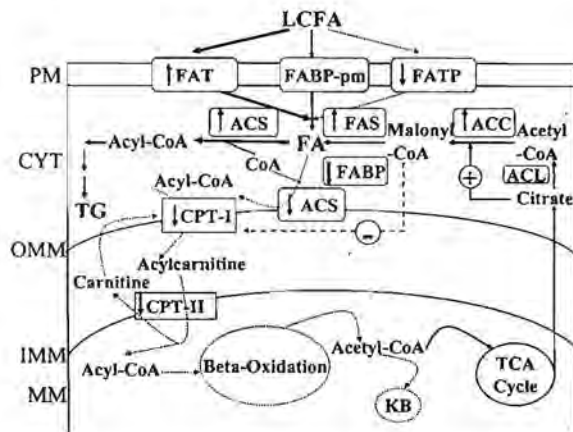 LCFA
PM
↑FAT
FABP-pm
↓FATP
↑ACS
↑FAS
↑ACC
Acyl-CoA
FA
Malonyl
-CoA
Acetyl
-CoA
CYT
CoA
FABP
+
ACL
Acyl-CoA
ACS
Citrate
TG
↓CPT-I
−
OMM
Acylcarnitine
Carnitine
CPT-II
IMM
Acyl-CoA
Beta-Oxidation
Acetyl-CoA
TCA
Cycle
MM
KB